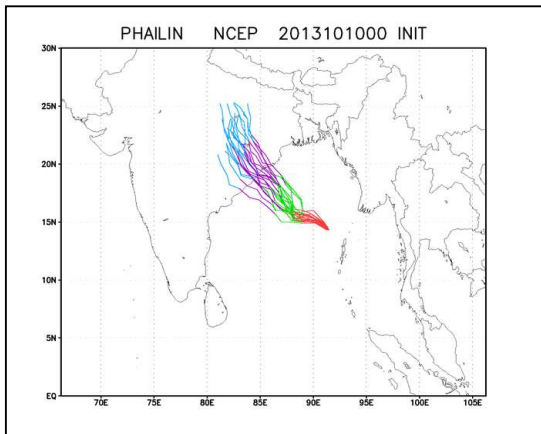 PHAILIN NCEP 2013101000 INIT
30N
25N
20N
15N
10N
5N
EQ
70E 75E 80E 85E 90E 95E 100E 105E